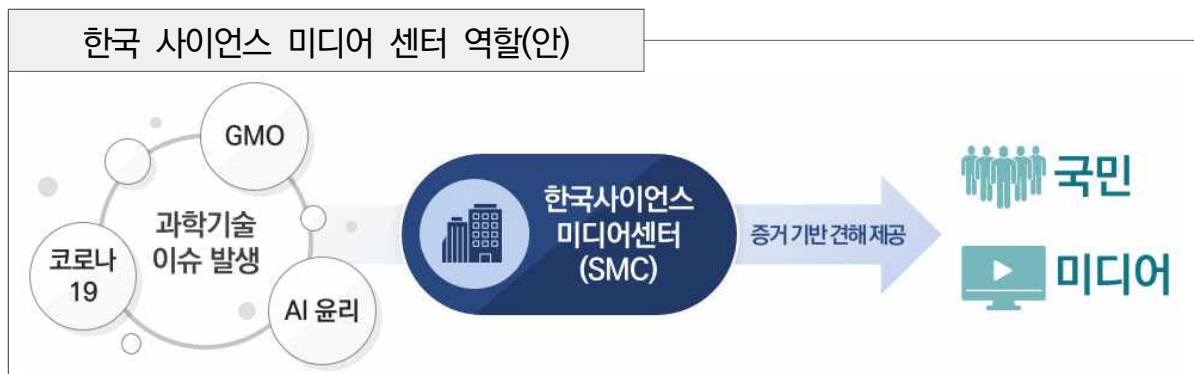 한국 사이언스 미디어 센터 역할(안)
GMO
과학기술
이슈 발생
코로나
19
AI 윤리
한국사이언스
미디어센터
(SMC)
증거 기반 견해 제공
국민
미디어